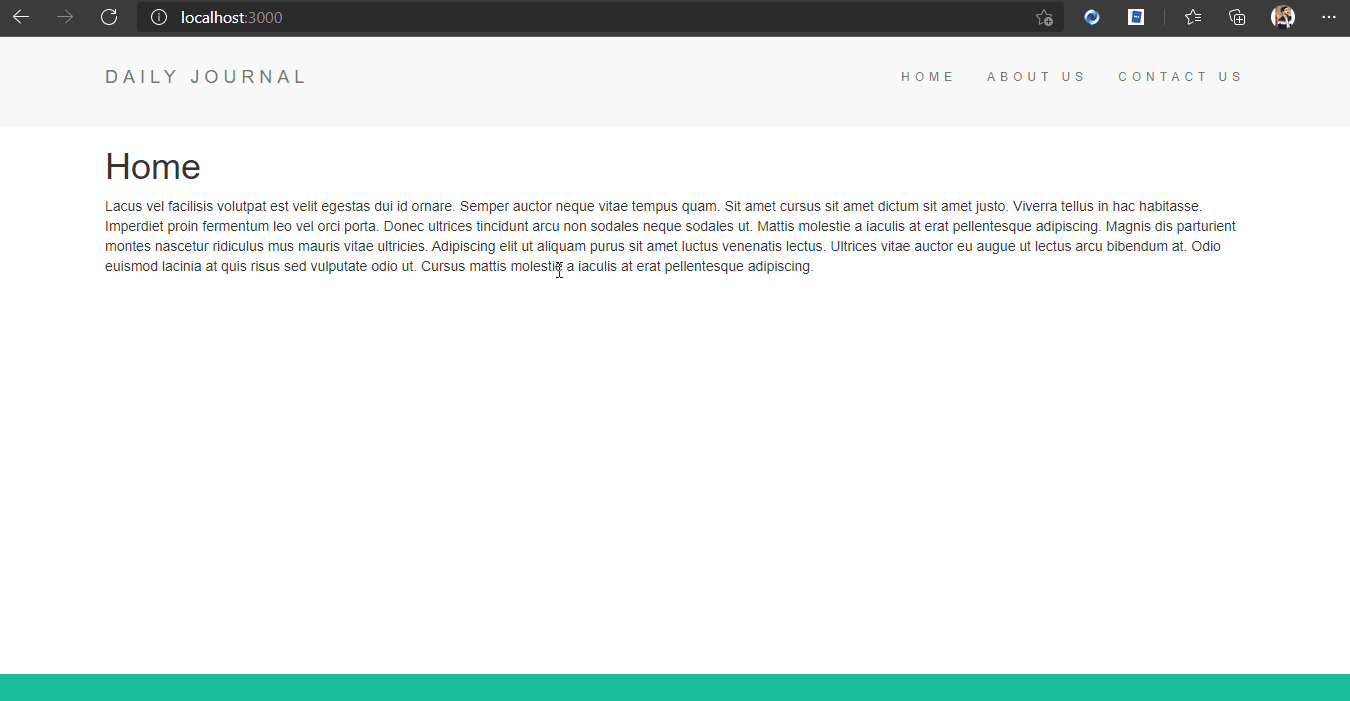 localhost:3000
DAILY JOURNAL HOME ABOUT US CONTACT US
Home
Lacus vel facilisis volutpat est velit egestas dui id ornare. Semper auctor neque vitae tempus quam. Sit amet cursus sit amet dictum sit amet justo. Viverra tellus in hac habitasse.
Imperdiet proin fermentum leo vel orci porta. Donec ultrices tincidunt arcu non sodales neque sodales ut. Mattis molestie a iaculis at erat pellentesque adipiscing. Magnis dis parturient
montes nascetur ridiculus mus mauris vitae ultricies. Adipiscing elit ut aliquam purus sit amet luctus venenatis lectus. Ultrices vitae auctor eu augue ut lectus arcu bibendum at. Odio
euismod lacinia at quis risus sed vulputate odio ut. Cursus mattis molestie a iaculis at erat pellentesque adipiscing.